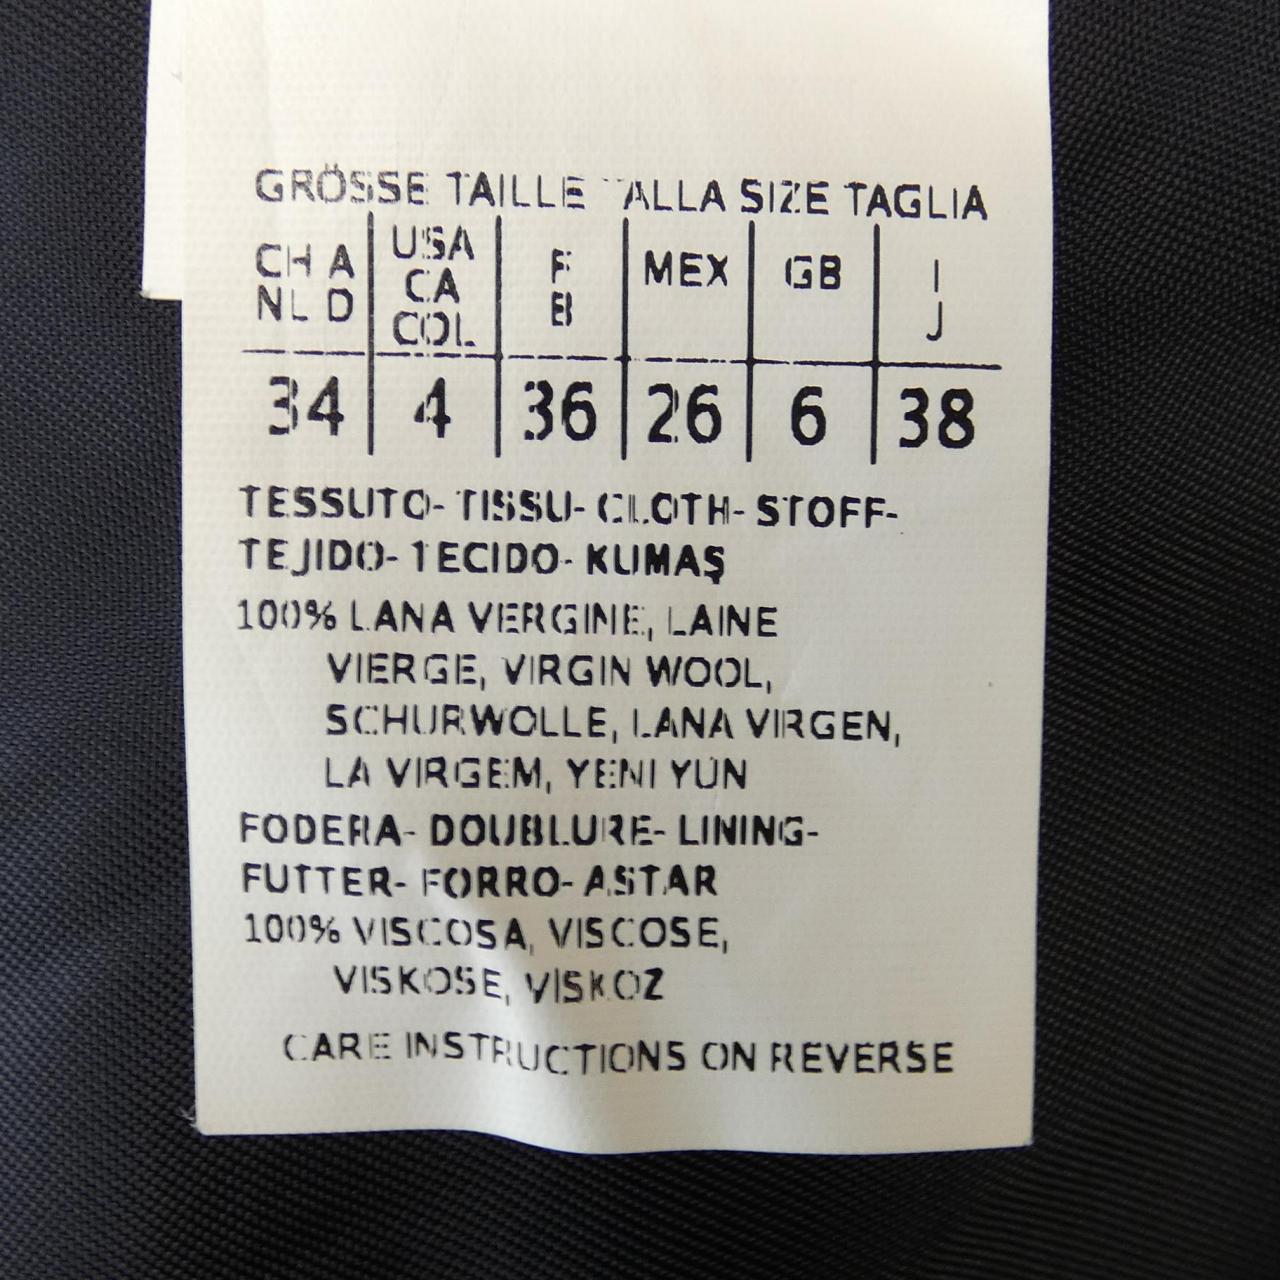 GRÖSSE TAILLE TALLA SIZE TAGLIA
CH A NL D | USA CA COL | F B | MEX | GB | I J
34 | 4 | 36 | 26 | 6 | 38
TESSUTO- TISSU- CLOTH- STOFF-
TEJIDO- TECIDO- KUMAŞ
100% LANA VERGINE, LAINE
VIERGE, VIRGIN WOOL,
SCHURWOLLE, LANA VIRGEN,
LA VIRGEM, YENI YÜN
FODERA- DOUBLURE- LINING-
FUTTER- FORRO- ASTAR
100% VISCOSA, VISCOSE,
VISKOSE, VISKOZ
CARE INSTRUCTIONS ON REVERSE